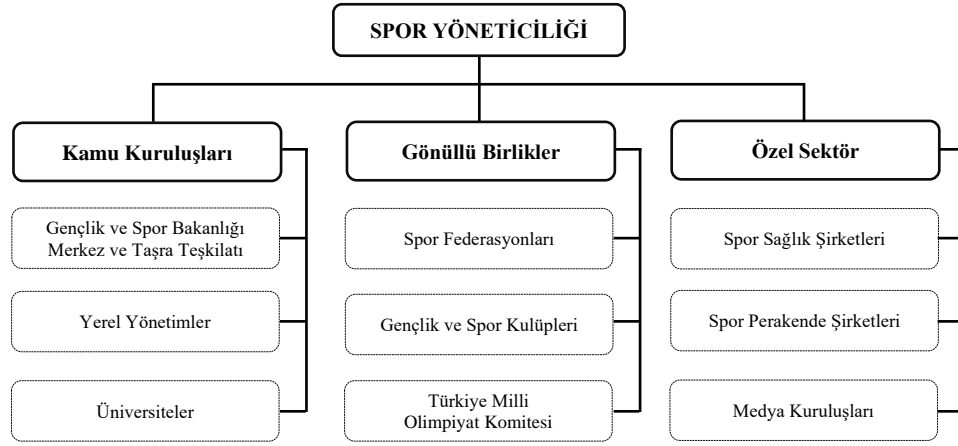 SPOR YÖNETİCİLİĞİ
Kamu Kuruluşları
Gençlik ve Spor Bakanlığı
Merkez ve Taşra Teşkilatı
Yerel Yönetimler
Üniversiteler
Gönüllü Birlikler
Spor Federasyonları
Gençlik ve Spor Kulüpleri
Türkiye Milli
Olimpiyat Komitesi
Özel Sektör
Spor Sağlık Şirketleri
Spor Perakende Şirketleri
Medya Kuruluşları